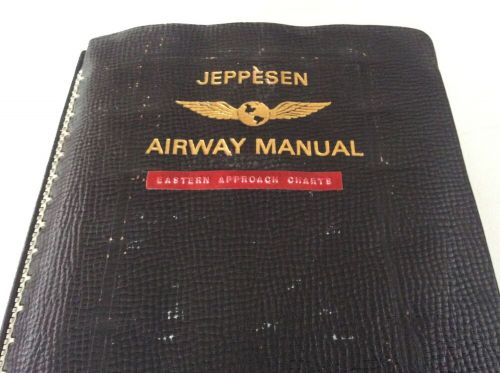 JEPPESEN
AIRWAY MANUAL
EASTERN APPROACH CHARTS